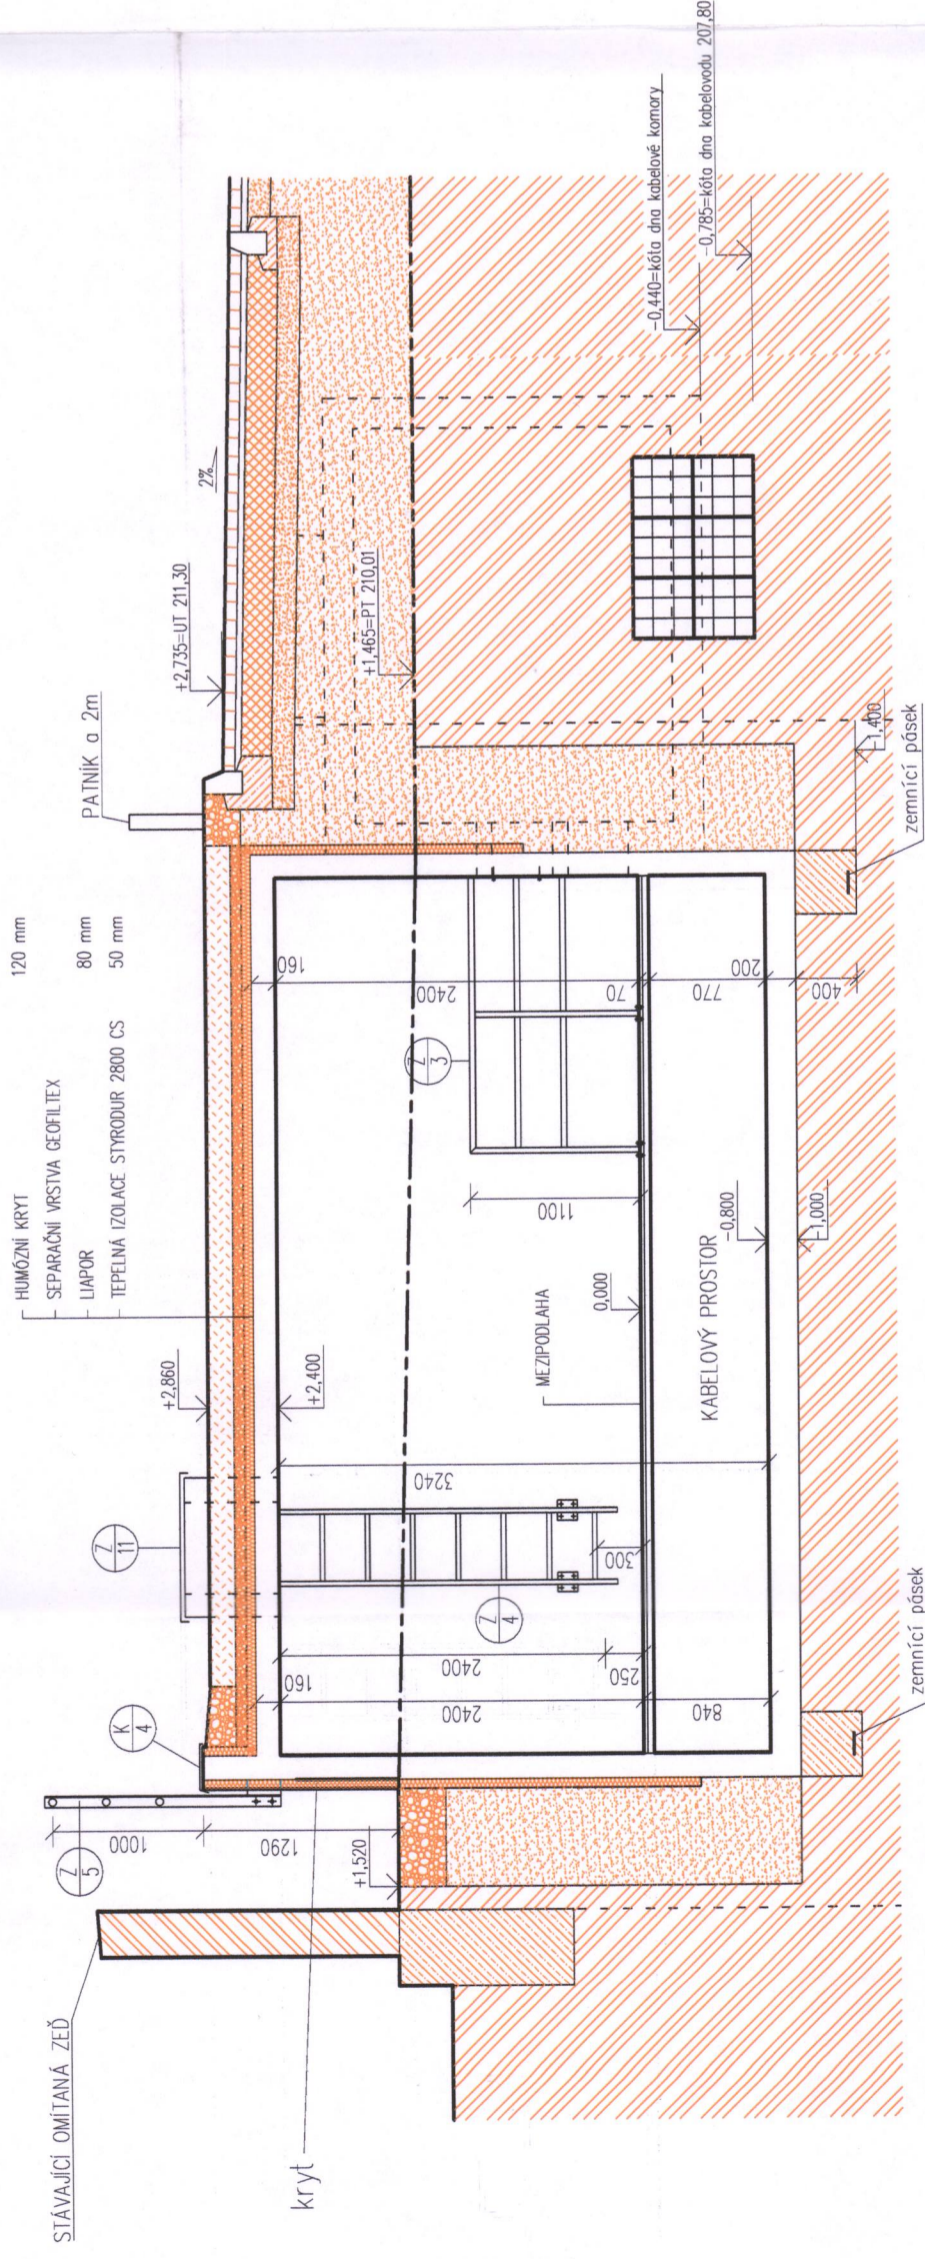 HUMÓZNÍ KRYT 120 mm
SEPARAČNÍ VRSTVA GEOFILTEX
LIAPOR 80 mm
TEPELNÁ IZOLACE STYRODUR 2800 CS 50 mm
STÁVAJÍCÍ OMÍTANÁ ZEĎ
kryt
Z
5
1000
1290
+1,520
K
4
Z
11
+2,860
+2,400
PATNÍK a 2m
+2,735=UT 211,30
2%
+1,465=PT 210,01
-0,440=kóta dna kabelové komory
-0,785=kóta dna kabelovodu 207,80
160
2400
2400
250
840
Z
4
300
3240
MEZIPODLAHA
0,000
KABELOVÝ PROSTOR
-0,800
-1,000
1100
Z
3
160
2400
70
770
200
400
-1,400
zemnící pásek
zemnící pásek